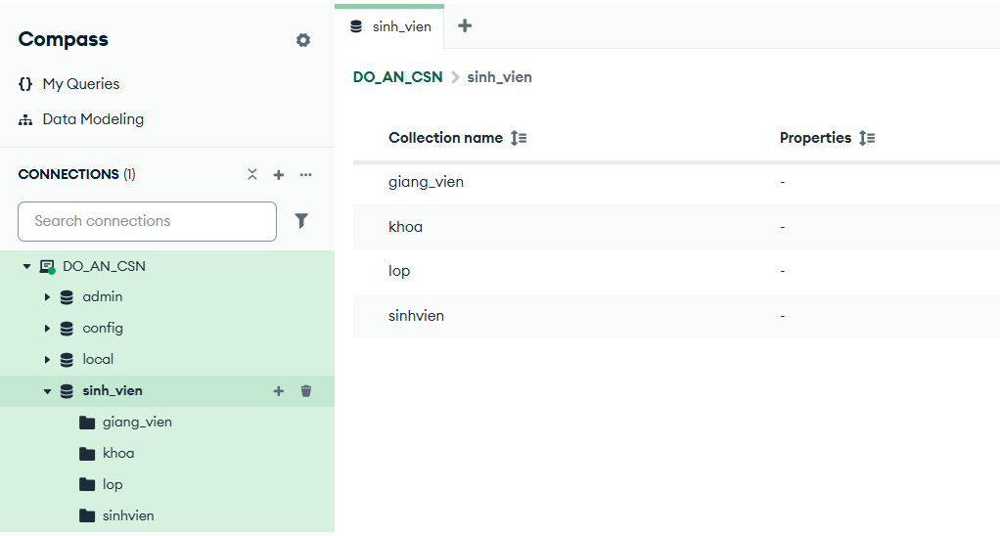 Compass
My Queries
Data Modeling
CONNECTIONS (1)
Search connections
DO_AN_CSN
admin
config
local
sinh_vien
giang_vien
khoa
lop
sinhvien
sinh_vien
DO_AN_CSN > sinh_vien
Collection name Properties
giang_vien -
khoa -
lop -
sinhvien -